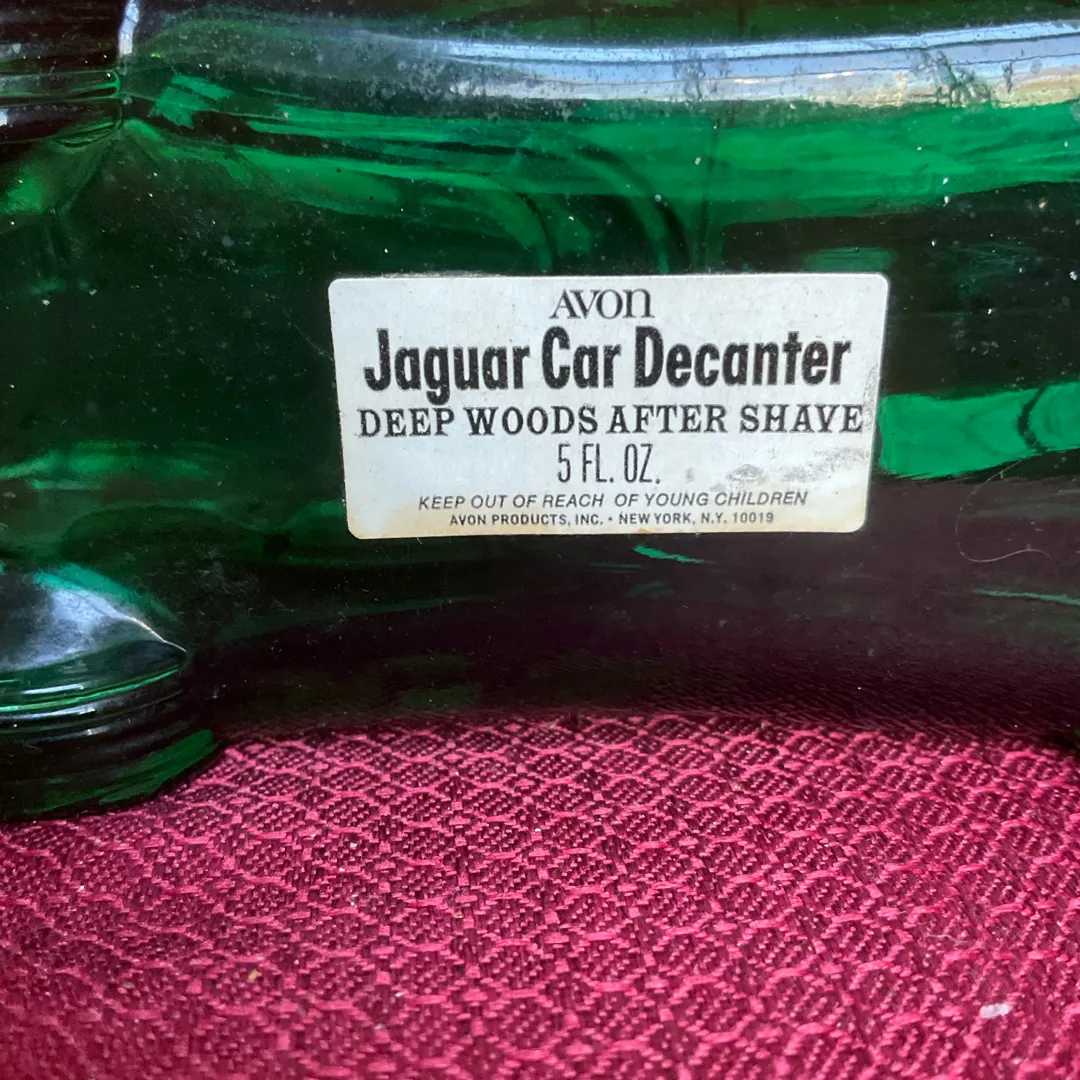 AVON
Jaguar Car Decanter
DEEP WOODS AFTER SHAVE
5 FL. OZ.
KEEP OUT OF REACH OF YOUNG CHILDREN
AVON PRODUCTS, INC. • NEW YORK, N.Y. 10019